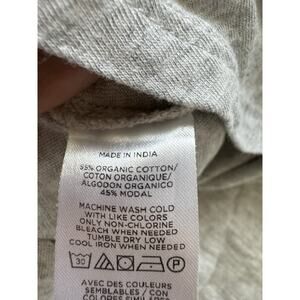 MADE IN INDIA
55% ORGANIC COTTON/
COTON ORGANIQUE/
ALGODON ORGANICO
45% MODAL
MACHINE WASH COLD
WITH LIKE COLORS
ONLY NON-CHLORINE
BLEACH WHEN NEEDED
TUMBLE DRY LOW
COOL IRON WHEN NEEDED
30 P
AVEC DES COULEURS
SEMBLABLES / CON